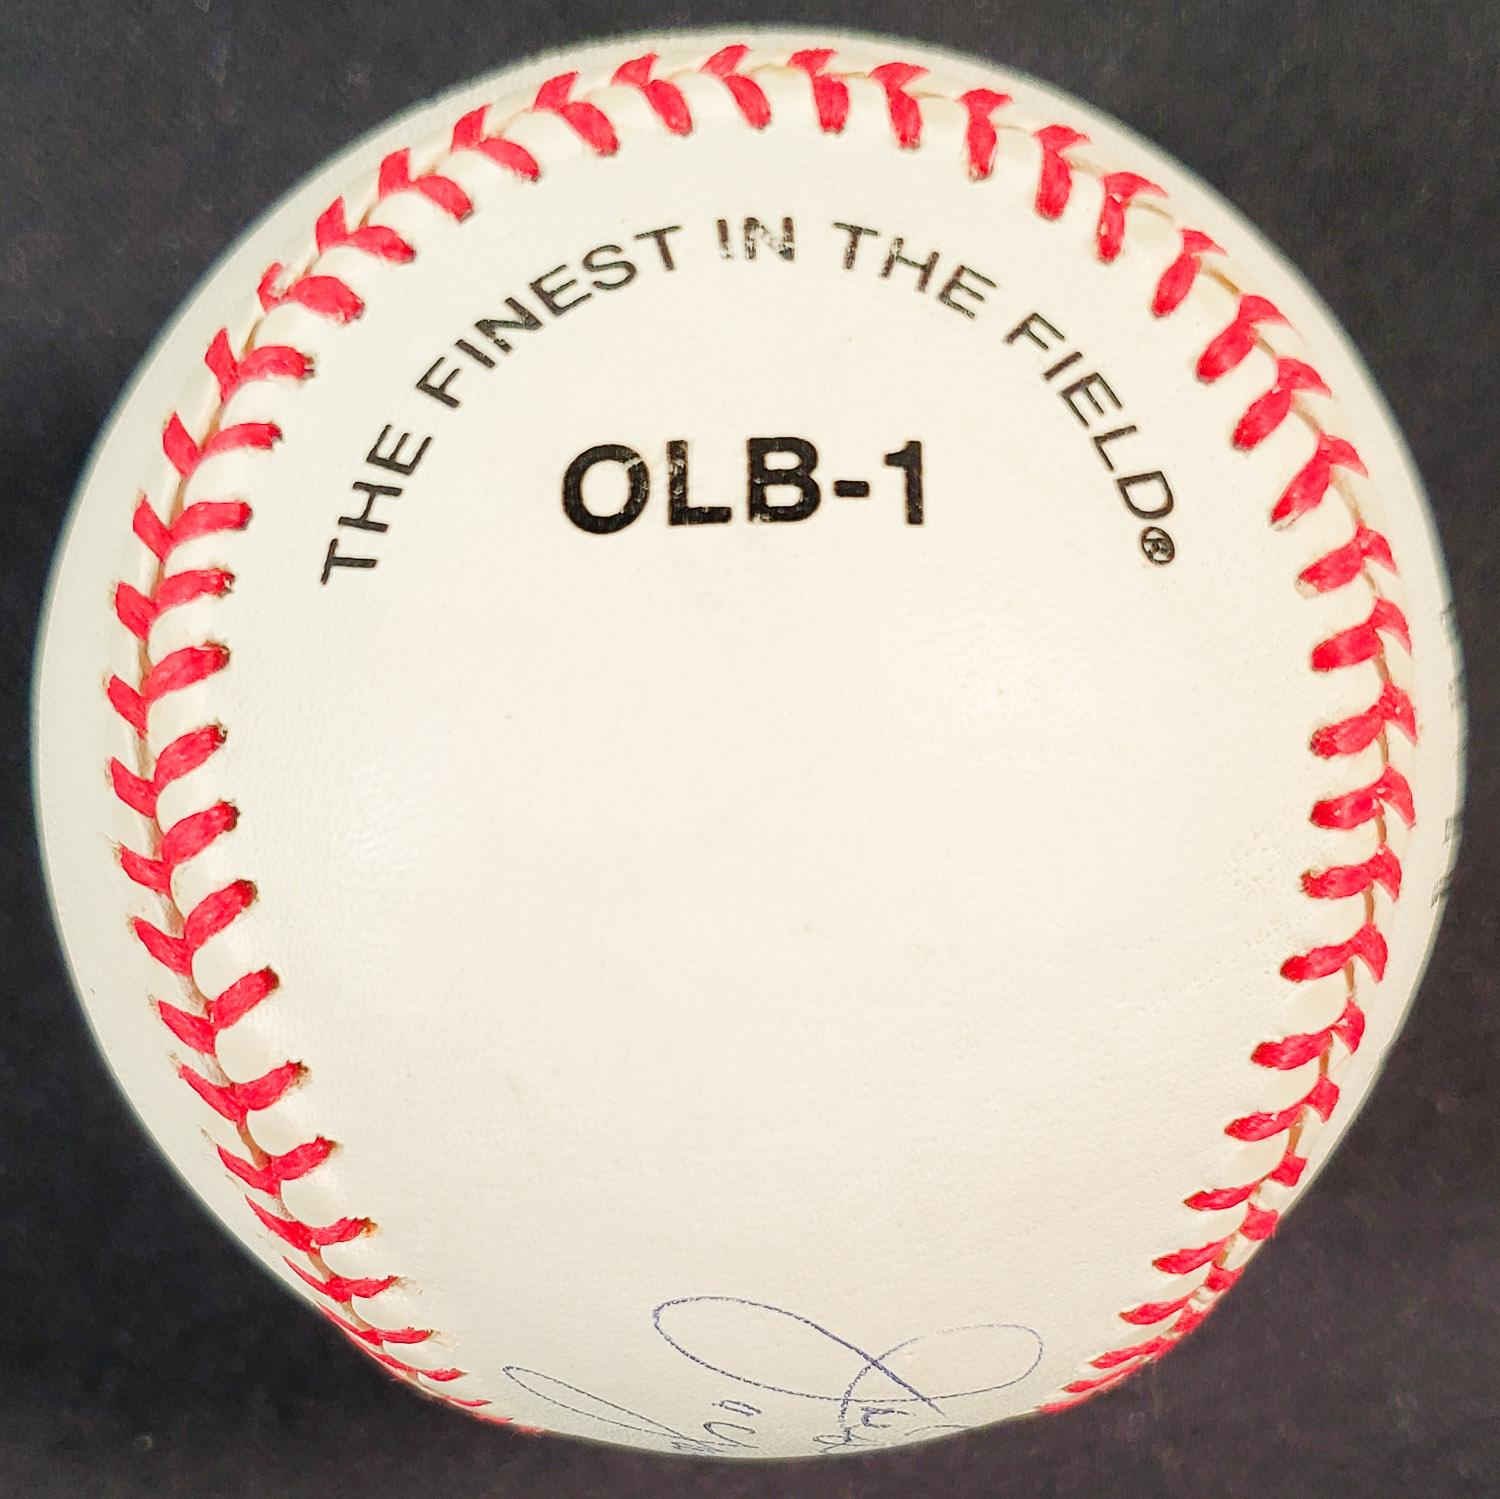 THE FINEST IN THE FIELD®
OLB-1